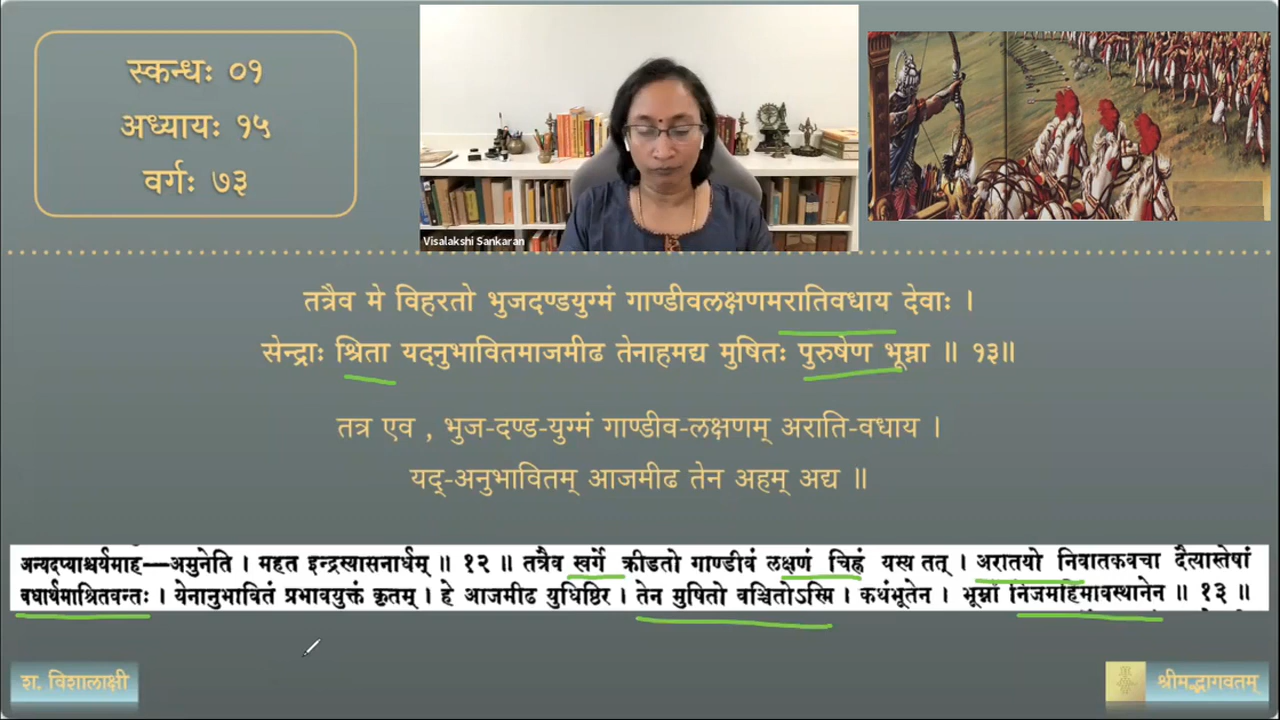 स्कन्धः ०१
अध्यायः १५
वर्गः ७३
Visalakshi Sankaran
तत्रैव मे विहरतो भुजदण्डयुग्मं गाण्डीवलक्षणमरातिवधाय देवाः ।
सेन्द्राः श्रिता यदनुभावितमाजमीढ तेनाहमद्य मुषितः पुरुषेण भूम्ना ॥ १३॥
तत्र एव , भुज-दण्ड-युग्मं गाण्डीव-लक्षणम् अराति-वधाय ।
यद्-अनुभावितम् आजमीढ तेन अहम् अद्य ॥
अन्यदप्याश्चर्यमाह—अमुनेति । महत इन्द्रस्यासनार्धम् ॥ १२ ॥ तत्रैव स्वर्गे क्रीडतो गाण्डीवं लक्षणं चिह्नं यस्य तत् । अरातयो निवातकवचा दैत्यास्तेषां
वधार्थमाश्रितवन्तः । येनानुभावितं प्रभावयुक्तं कृतम् । हे आजमीढ युधिष्ठिर । तेन मुषितो वञ्चितोऽस्मि । कथंभूतेन । भूम्ना निजमहिमावस्थानेन ॥ १३ ॥
श. विशालाक्षी
श्रीमद्भागवतम्